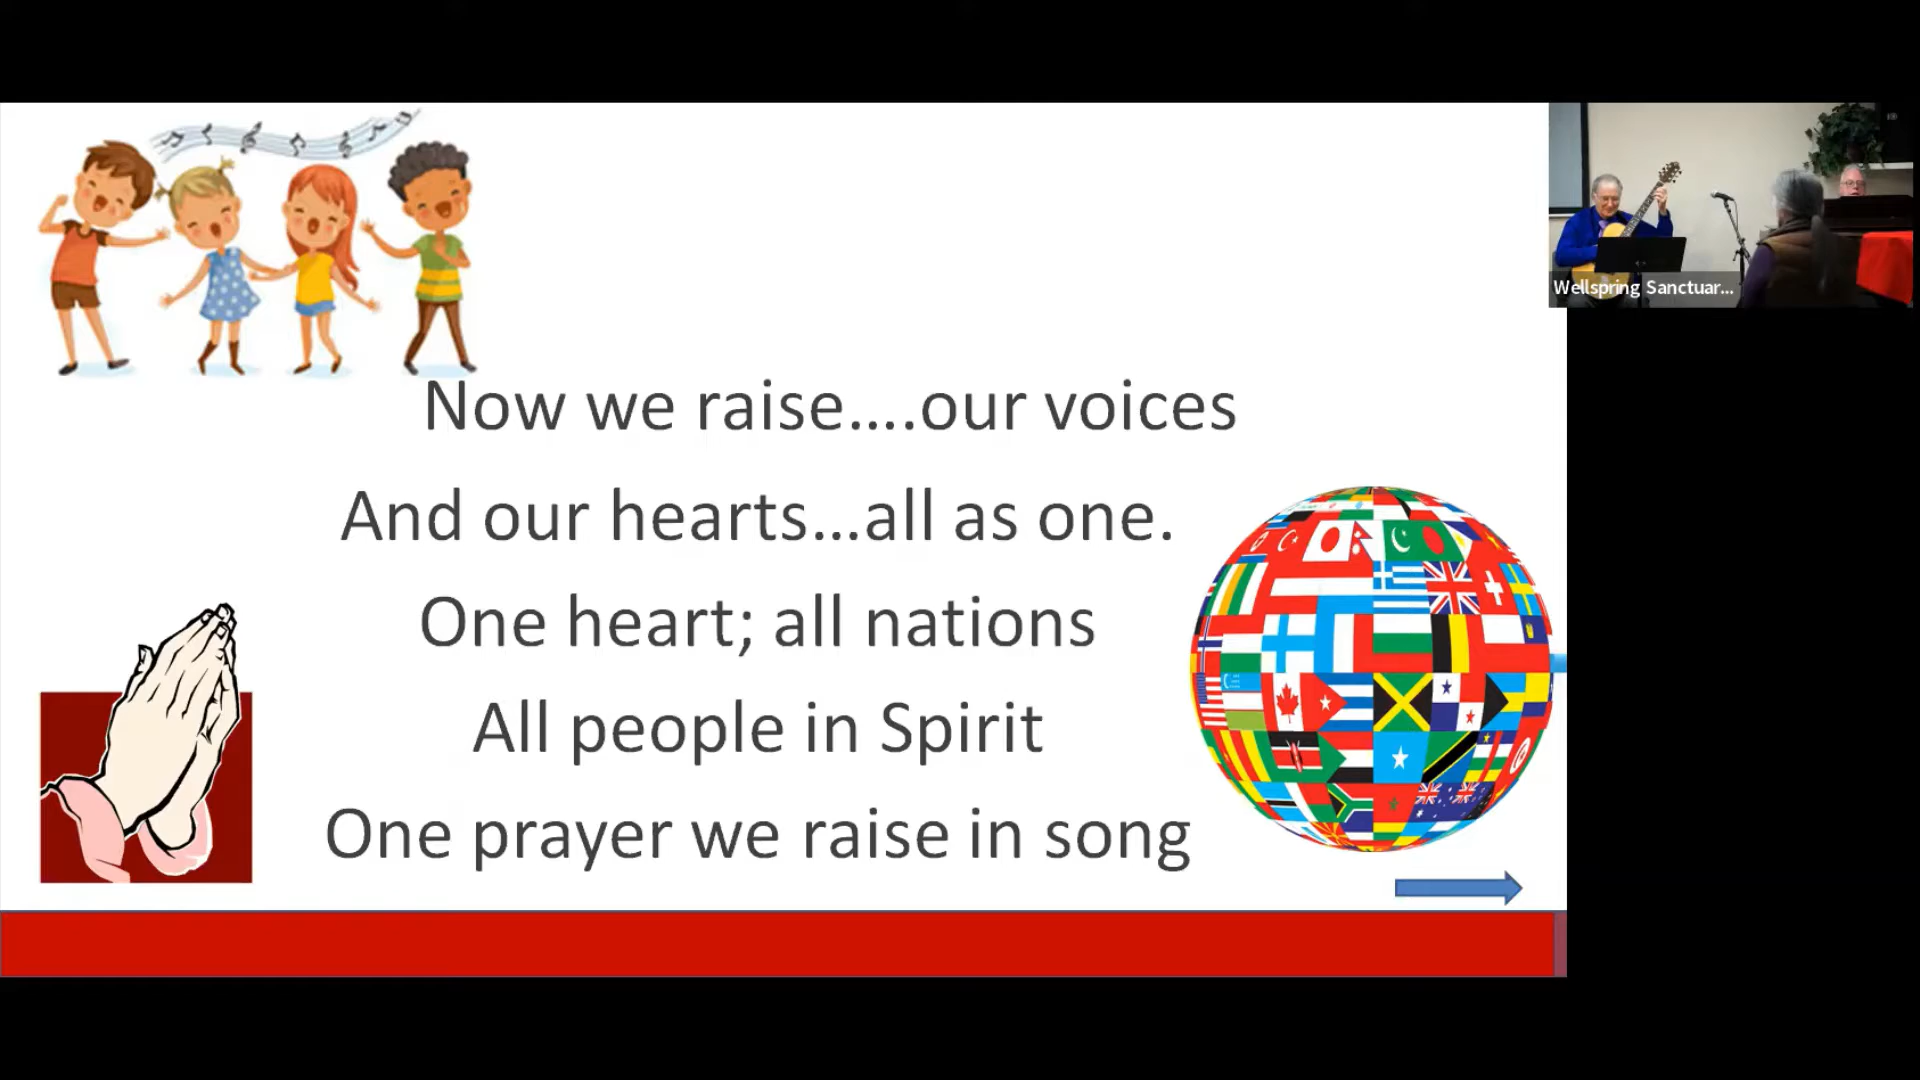 Wellspring Sanctuar...
Now we raise....our voices
And our hearts...all as one.
One heart; all nations
All people in Spirit
One prayer we raise in song